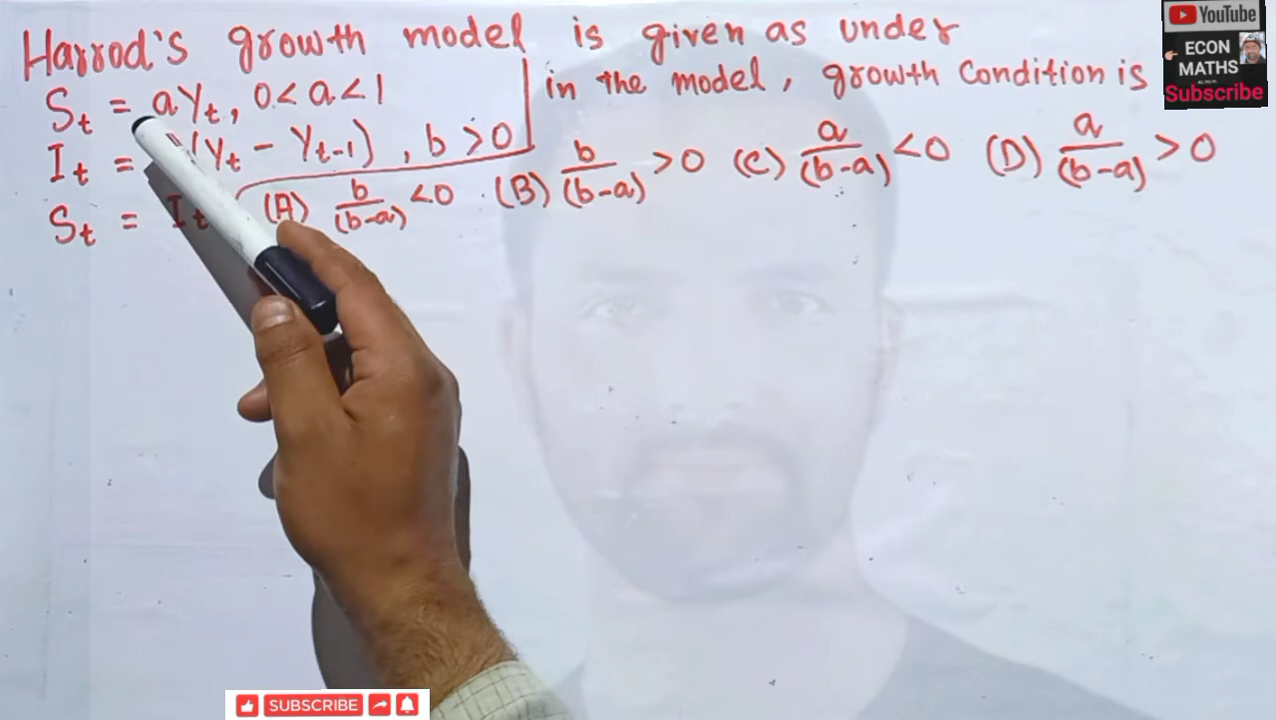 Harrod's growth model is given as under
St = aYt, 0<a<1
in the model, growth Condition is
It = (Yt - Yt-1), b>0
St = It
(A) b/(b-a) <0 (B) b/(b-a) >0 (C) a/(b-a) <0 (D) a/(b-a) >0
YouTube
ECON
MATHS
Subscribe
SUBSCRIBE